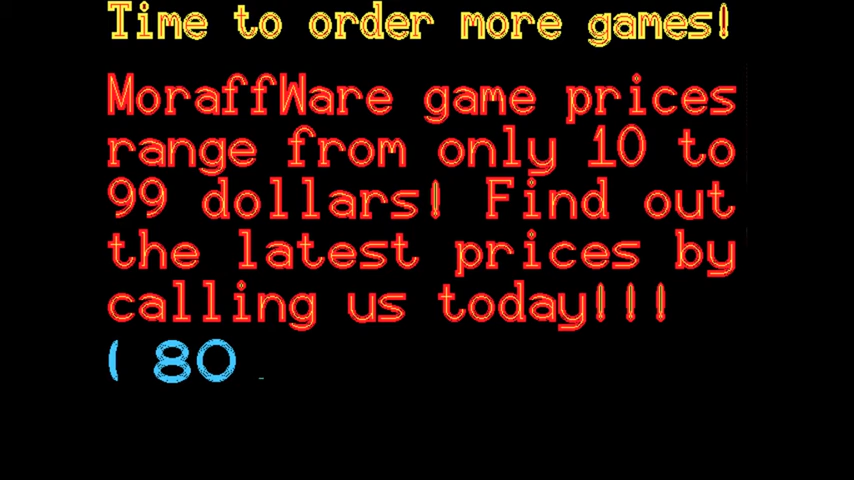 Time to order more games!
MoraffWare game prices
range from only 10 to
99 dollars! Find out
the latest prices by
calling us today!!!
( 80